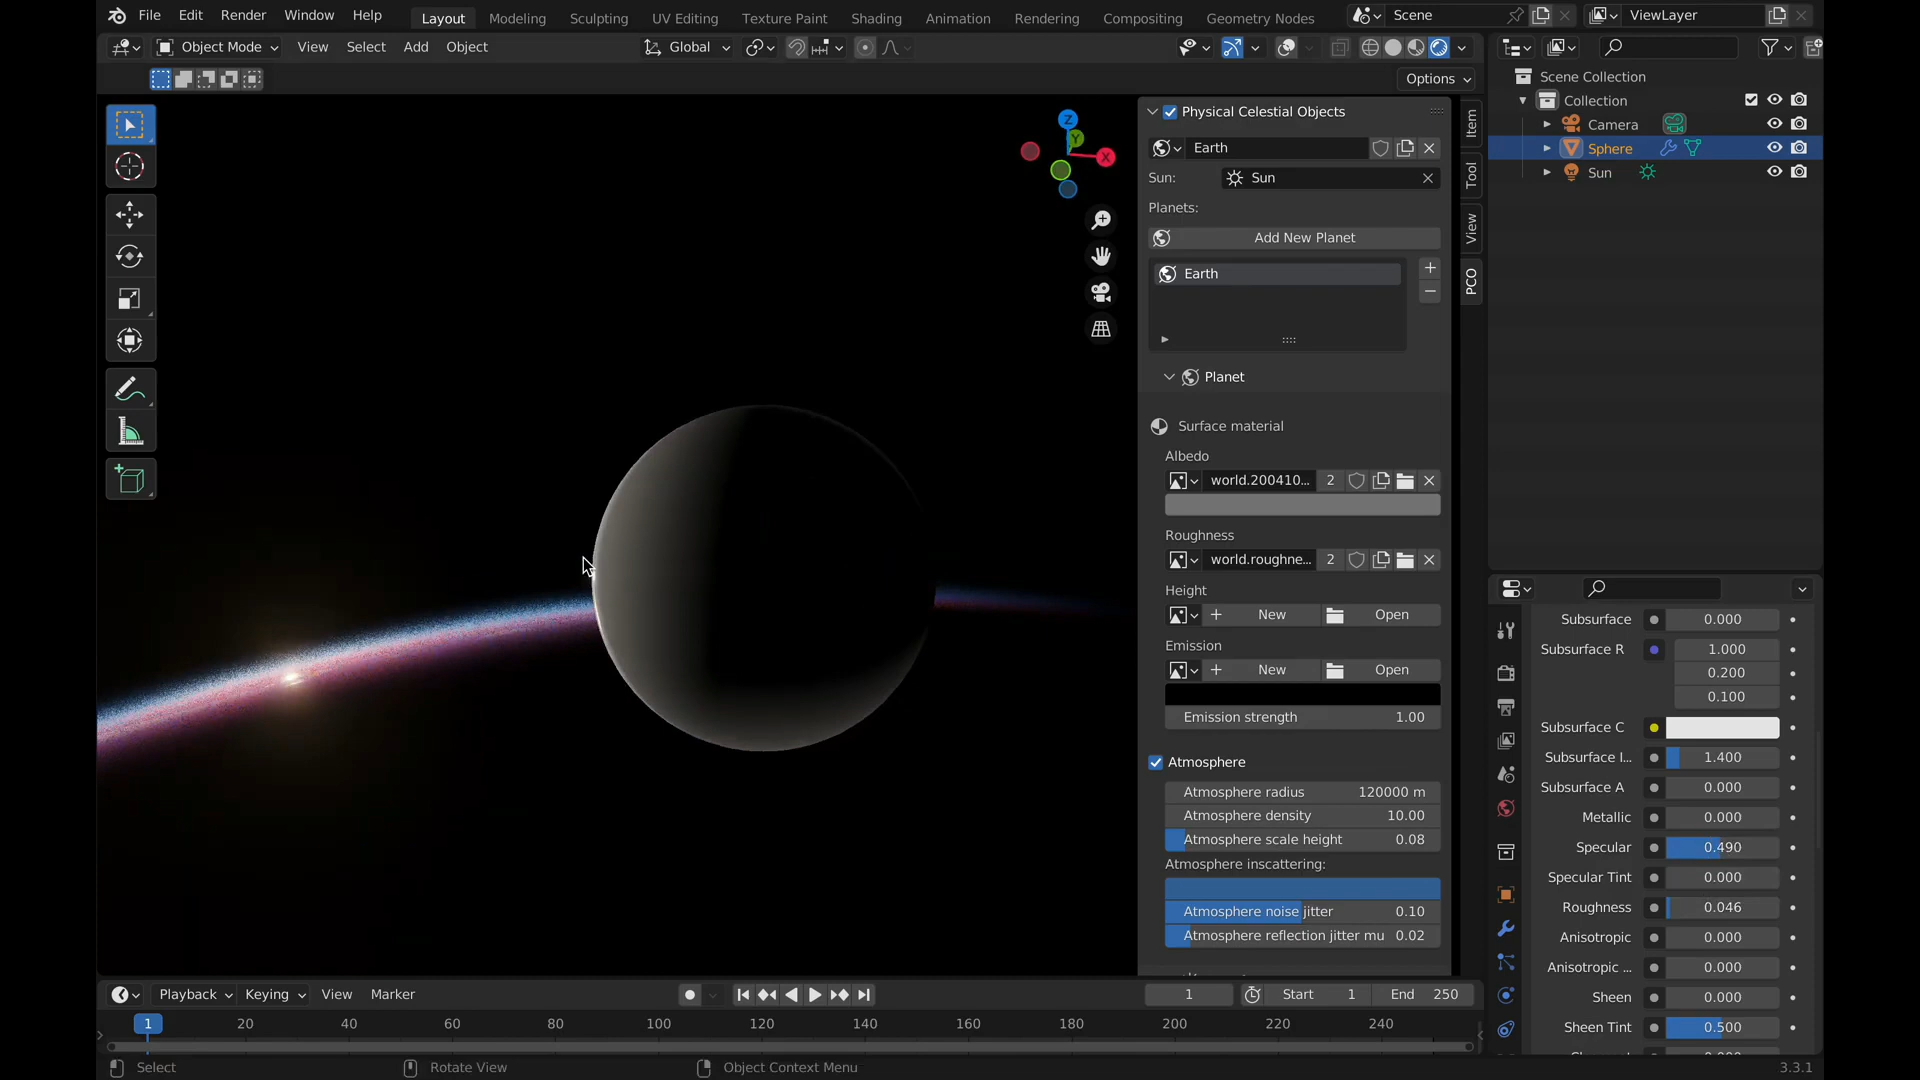 File Edit Render Window Help Layout Modeling Sculpting UV Editing Texture Paint Shading Animation Rendering Compositing Geometry Nodes Scene ViewLayer
Object Mode View Select Add Object Global
Options
Z
Y
X
Physical Celestial Objects
Earth
Sun: Sun
Planets:
Add New Planet
Earth
Planet
Surface material
Albedo
world.200410... 2
Roughness
world.roughne... 2
Height
New Open
Emission
New Open
Emission strength 1.00
Atmosphere
Atmosphere radius 120000 m
Atmosphere density 10.00
Atmosphere scale height 0.08
Atmosphere inscattering:
Atmosphere noise jitter 0.10
Atmosphere reflection jitter mu 0.02
Item
Tool
View
PCO
Scene Collection
Collection
Camera
Sphere
Sun
Subsurface 0.000
Subsurface R 1.000
0.200
0.100
Subsurface C
Subsurface I... 1.400
Subsurface A 0.000
Metallic 0.000
Specular 0.490
Specular Tint 0.000
Roughness 0.046
Anisotropic 0.000
Anisotropic ... 0.000
Sheen 0.000
Sheen Tint 0.500
Playback Keying View Marker 1 Start 1 End 250
1 20 40 60 80 100 120 140 160 180 200 220 240
Select Rotate View Object Context Menu 3.3.1